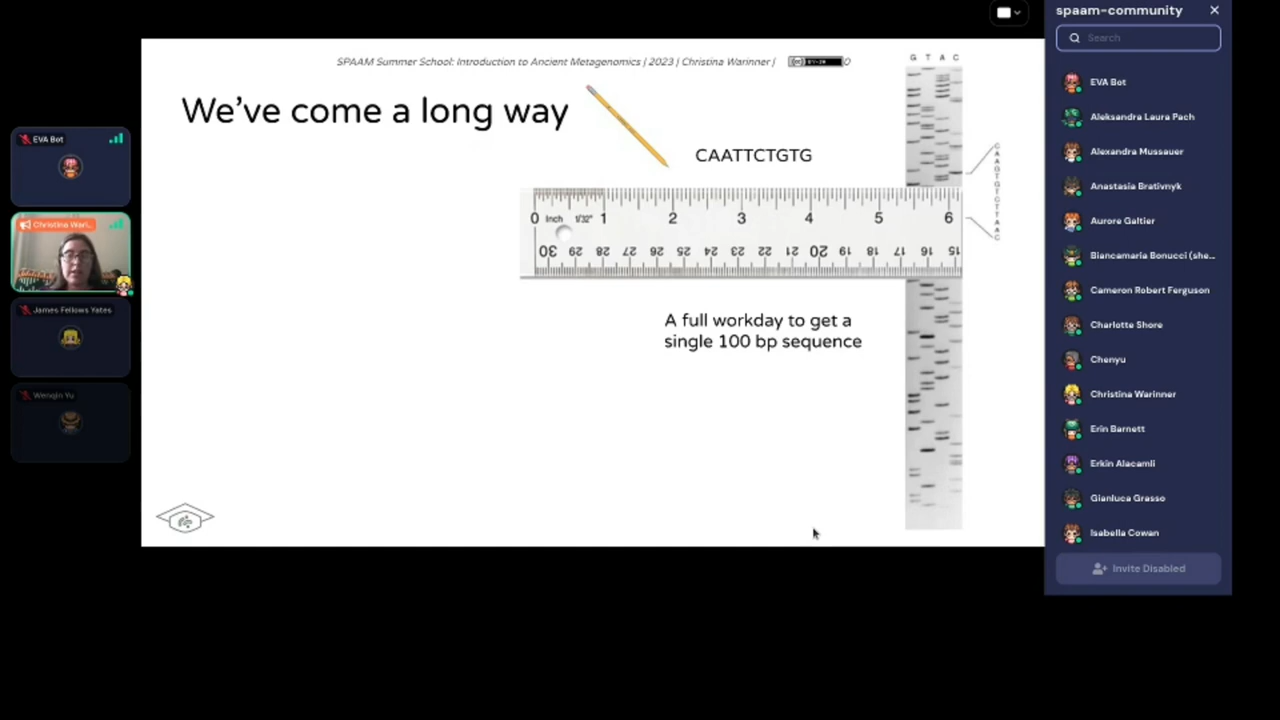 spaam-community
Search
EVA Bot
Aleksandra Laura Pach
Alexandra Mussauer
Anastasia Brativnyk
Aurore Galtier
Biancamaria Bonucci (she...
Cameron Robert Ferguson
Charlotte Shore
Chenyu
Christina Warinner
Erin Barnett
Erkin Alacamli
Gianluca Grasso
Isabella Cowan
Invite Disabled
EVA Bot
Christina Wari...
James Fellows Yates
Wenqin Yu
SPAAM Summer School: Introduction to Ancient Metagenomics | 2023 | Christina Warinner |
We've come a long way
CAATTCTGTG
G T A C
0 Inch 1/32" 1 2 3 4 5 6
30 29 28 27 26 25 24 23 22 21 20 19 18 17 16 15
A full workday to get a
single 100 bp sequence